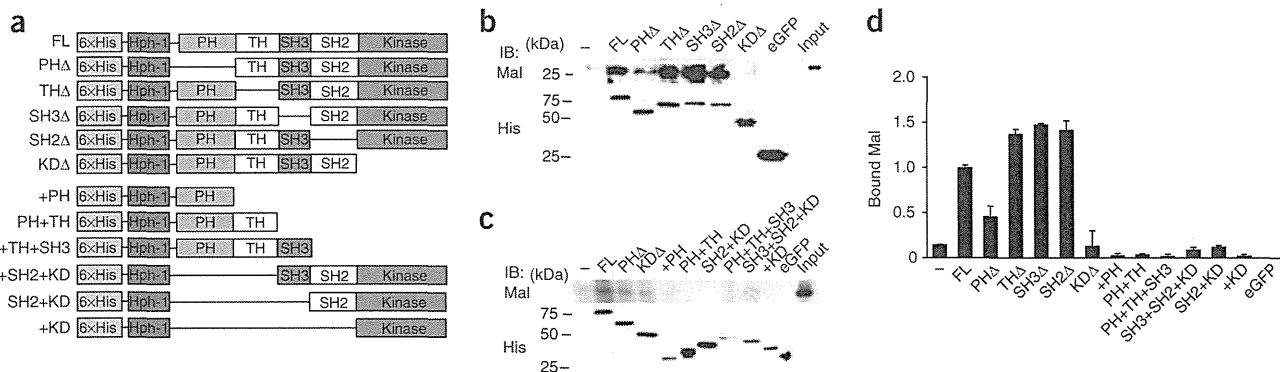 a
FL 6×His Hph-1 PH TH SH3 SH2 Kinase
PHΔ 6×His Hph-1 TH SH3 SH2 Kinase
THΔ 6×His Hph-1 PH SH3 SH2 Kinase
SH3Δ 6×His Hph-1 PH TH SH2 Kinase
SH2Δ 6×His Hph-1 PH TH SH3 Kinase
KDΔ 6×His Hph-1 PH TH SH3 SH2
+PH 6×His Hph-1 PH
PH+TH 6×His Hph-1 PH TH
+TH+SH3 6×His Hph-1 PH TH SH3
+SH2+KD 6×His Hph-1 SH3 SH2 Kinase
SH2+KD 6×His Hph-1 SH2 Kinase
+KD 6×His Hph-1 Kinase
b
IB: (kDa) – FL PHΔ THΔ SH3Δ SH2Δ KDΔ eGFP Input
Mal 25–
75–
50–
His
25–
c
IB: (kDa) – FL PHΔ KDΔ +PH PH+TH SH2+KD PH+TH+SH3 SH3+SH2+KD +KD eGFP Input
Mal
75–
50–
His
25–
d
Bound Mal
2.0
1.5
1.0
0.5
0
– FL PHΔ THΔ SH3Δ SH2Δ KDΔ +PH PH+TH PH+TH+SH3 SH3+SH2+KD SH2+KD +KD eGFP